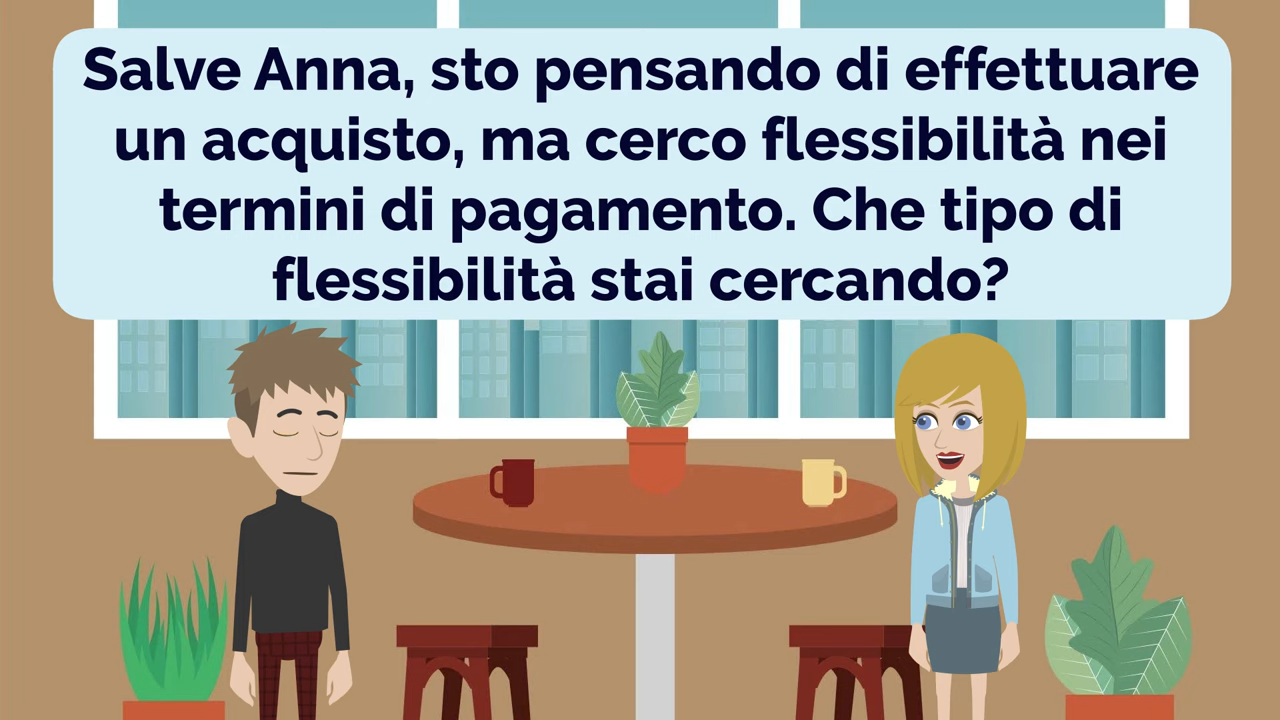 Salve Anna, sto pensando di effettuare
un acquisto, ma cerco flessibilità nei
termini di pagamento. Che tipo di
flessibilità stai cercando?